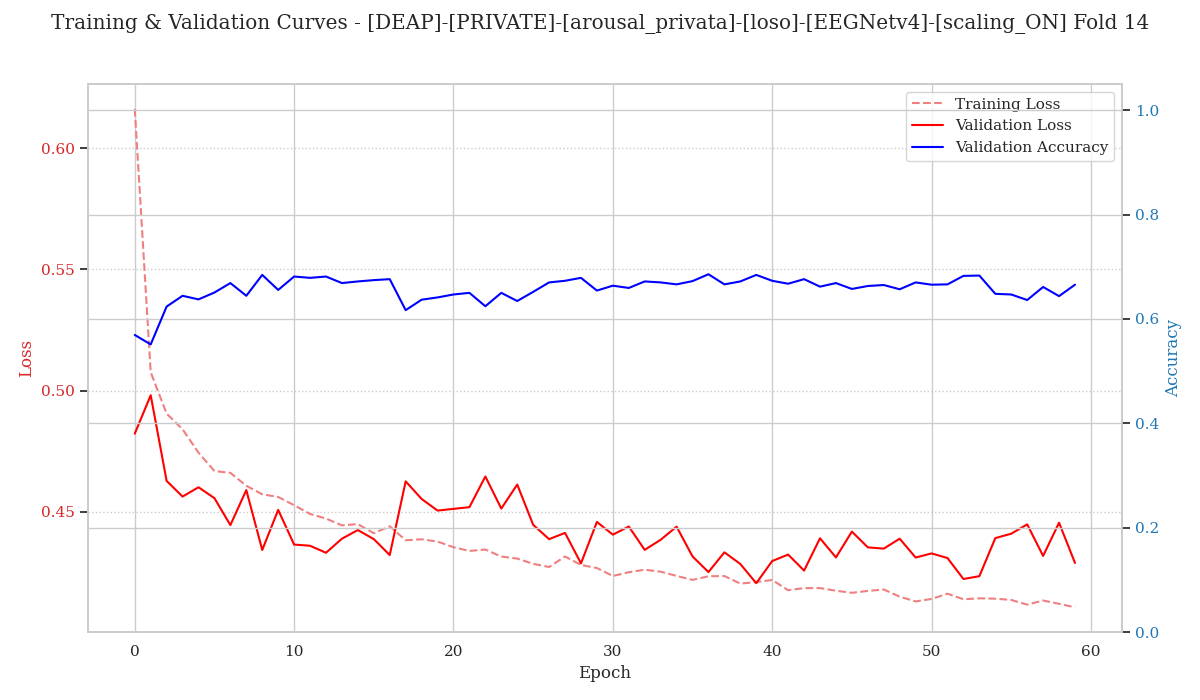 Training & Validation Curves - [DEAP]-[PRIVATE]-[arousal_privata]-[loso]-[EEGNetv4]-[scaling_ON] Fold 14
Training Loss
Validation Loss
Validation Accuracy
0.60
0.55
0.50
0.45
Loss
1.0
0.8
0.6
0.4
0.2
0.0
Accuracy
0
10
20
30
40
50
60
Epoch